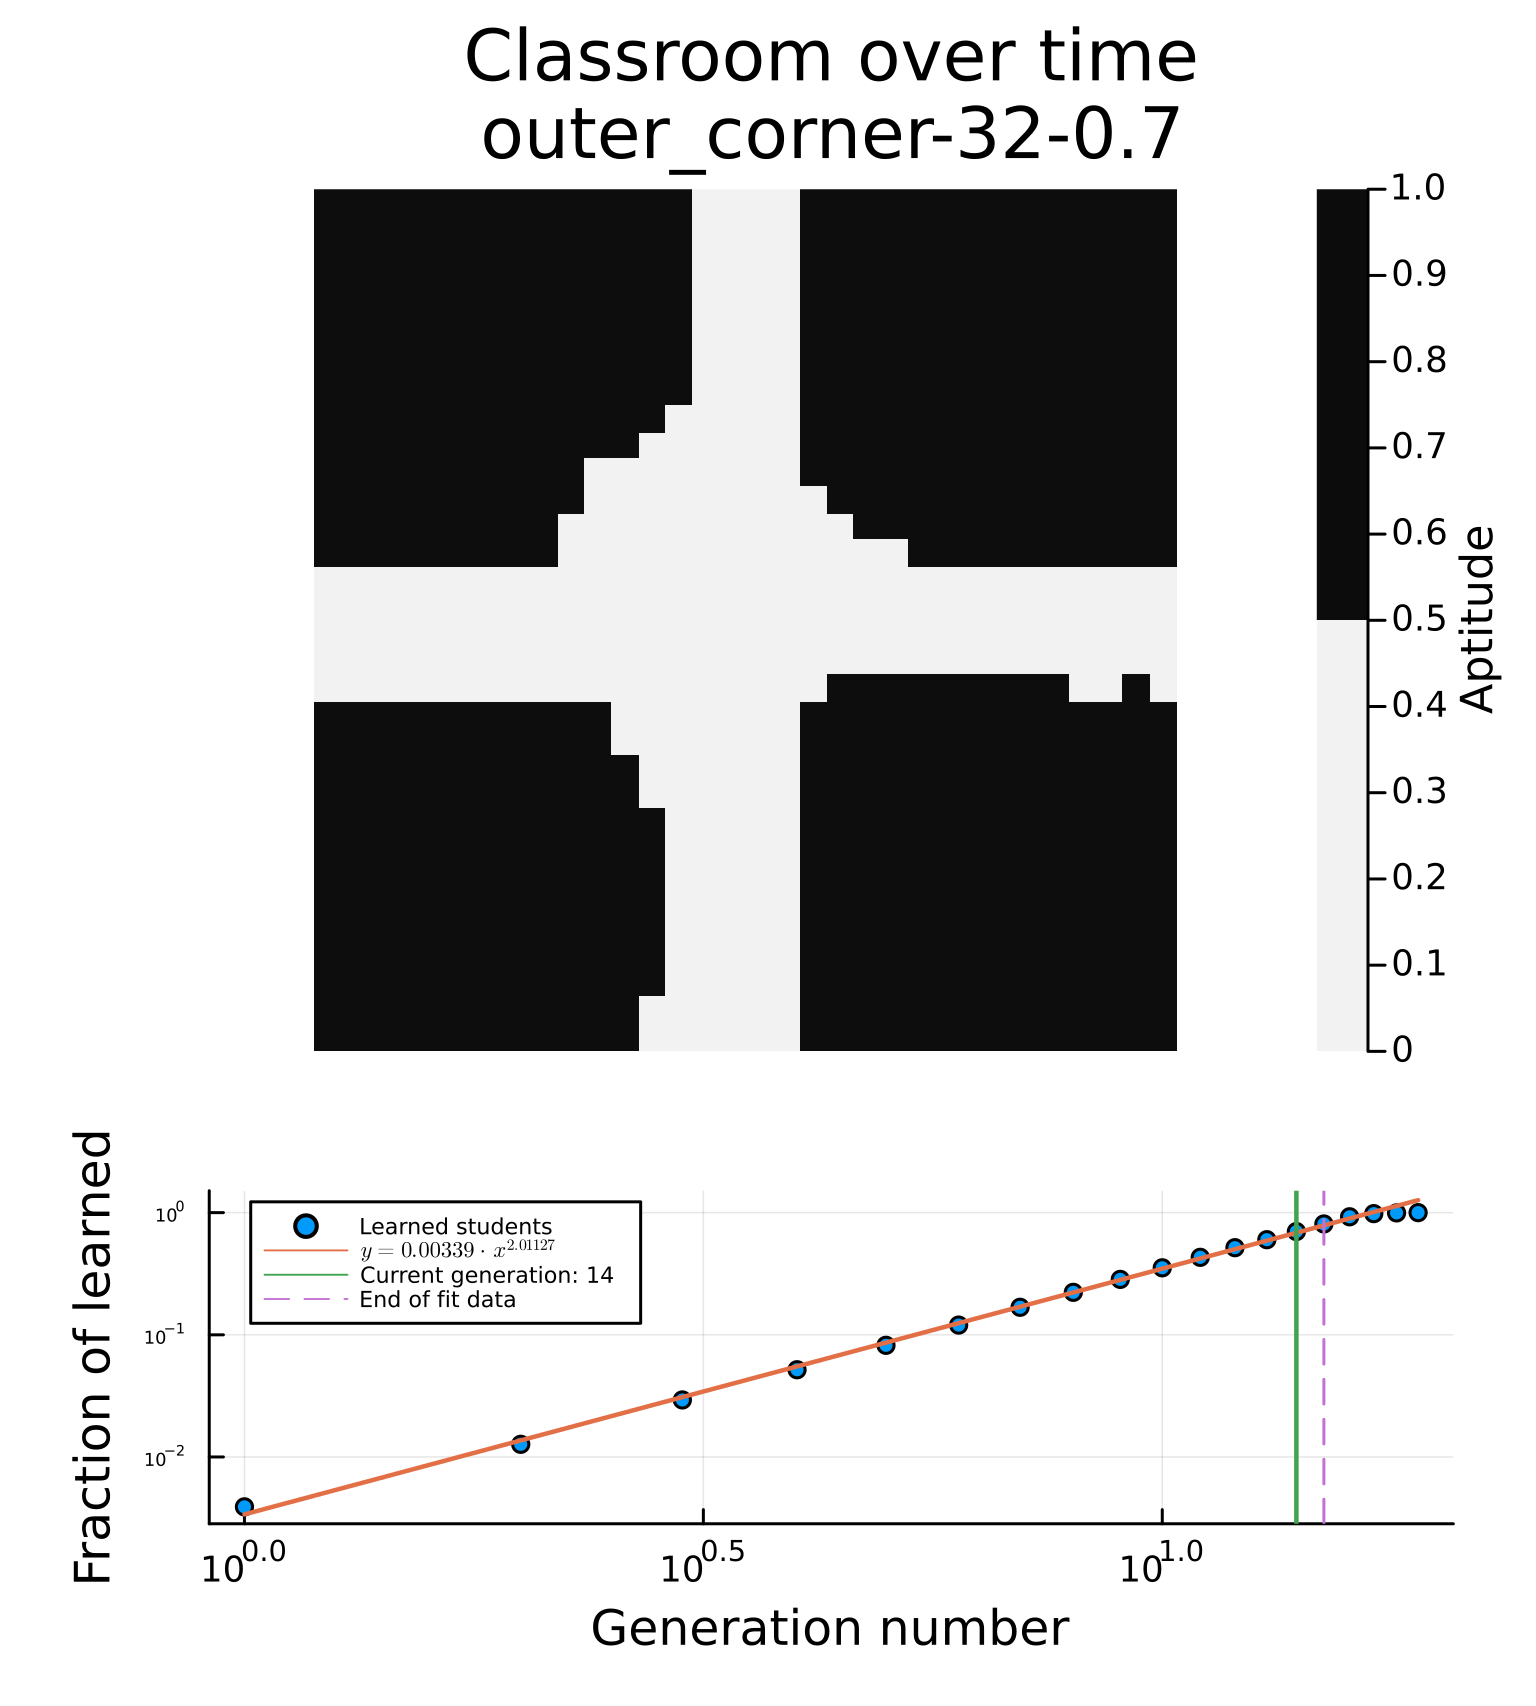 Classroom over time
outer_corner-32-0.7
1.0
0.9
0.8
0.7
0.6
0.5
0.4
0.3
0.2
0.1
0
Aptitude
Fraction of learned
10^0
10^-1
10^-2
Learned students
y = 0.00339 · x^2.01127
Current generation: 14
End of fit data
10^0.0
10^0.5
10^1.0
Generation number